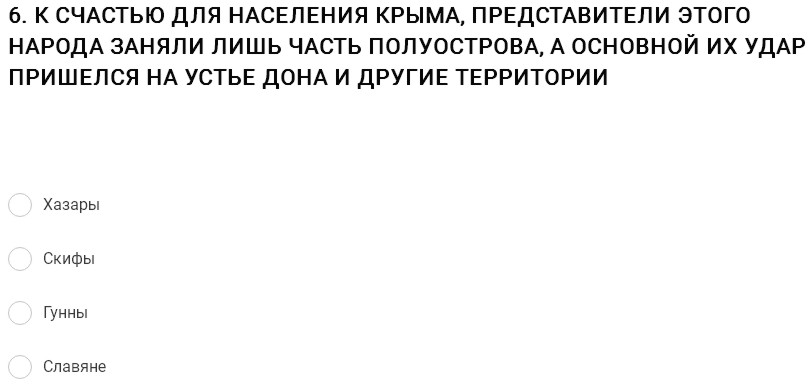 6. К СЧАСТЬЮ ДЛЯ НАСЕЛЕНИЯ КРЫМА, ПРЕДСТАВИТЕЛИ ЭТОГО
НАРОДА ЗАНЯЛИ ЛИШЬ ЧАСТЬ ПОЛУОСТРОВА, А ОСНОВНОЙ ИХ УДАР
ПРИШЕЛСЯ НА УСТЬЕ ДОНА И ДРУГИЕ ТЕРРИТОРИИ
Хазары
Скифы
Гунны
Славяне